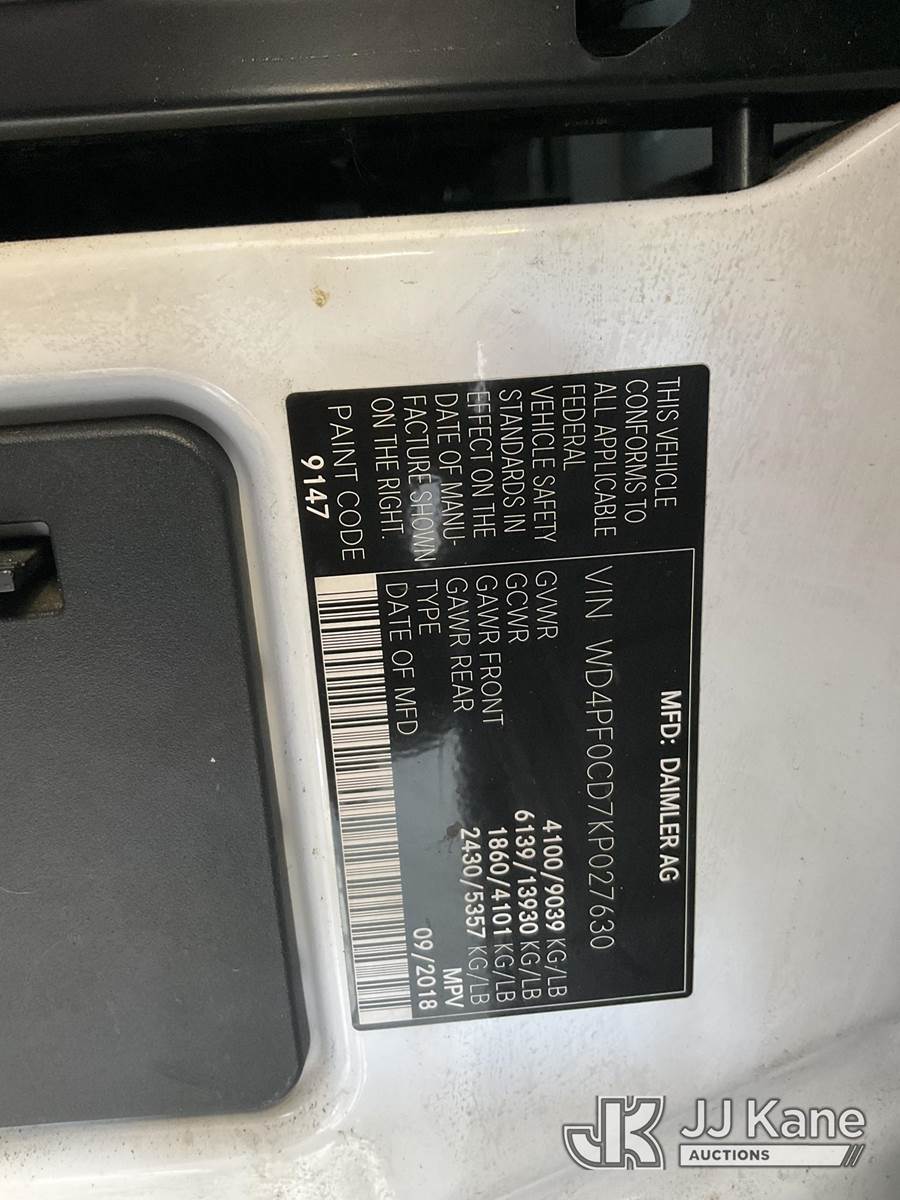 MFD: DAIMLER AG
THIS VEHICLE
CONFORMS TO
ALL APPLICABLE
FEDERAL
VEHICLE SAFETY
STANDARDS IN
EFFECT ON THE
DATE OF MANU-
FACTURE SHOWN
ON THE RIGHT.
PAINT CODE
9147
VIN WD4PF0CD7KP027630
GVWR 4100/9039 KG/LB
GCWR 6139/13930 KG/LB
GAWR FRONT 1860/4101 KG/LB
GAWR REAR 2430/5357 KG/LB
TYPE MPV
DATE OF MFD 09/2018
JK JJ Kane
AUCTIONS